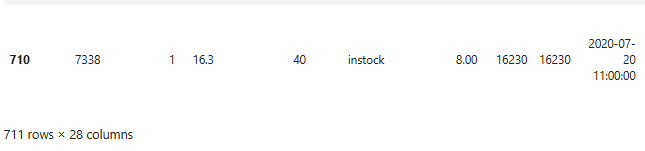 2020-07-
710 7338 1 16.3 40 instock 8.00 16230 16230 20
11:00:00
711 rows × 28 columns